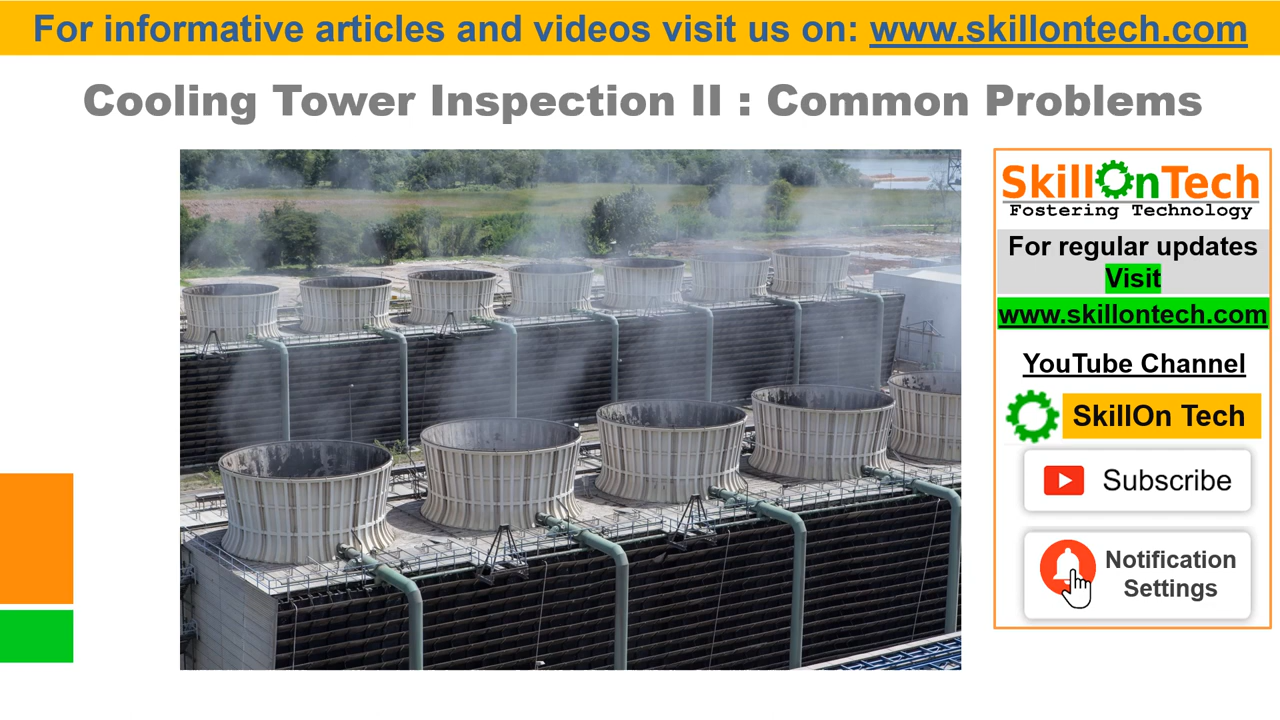 For informative articles and videos visit us on: www.skillontech.com
Cooling Tower Inspection II : Common Problems
SkillOnTech
Fostering Technology
For regular updates
Visit
www.skillontech.com
YouTube Channel
SkillOn Tech
Subscribe
Notification
Settings